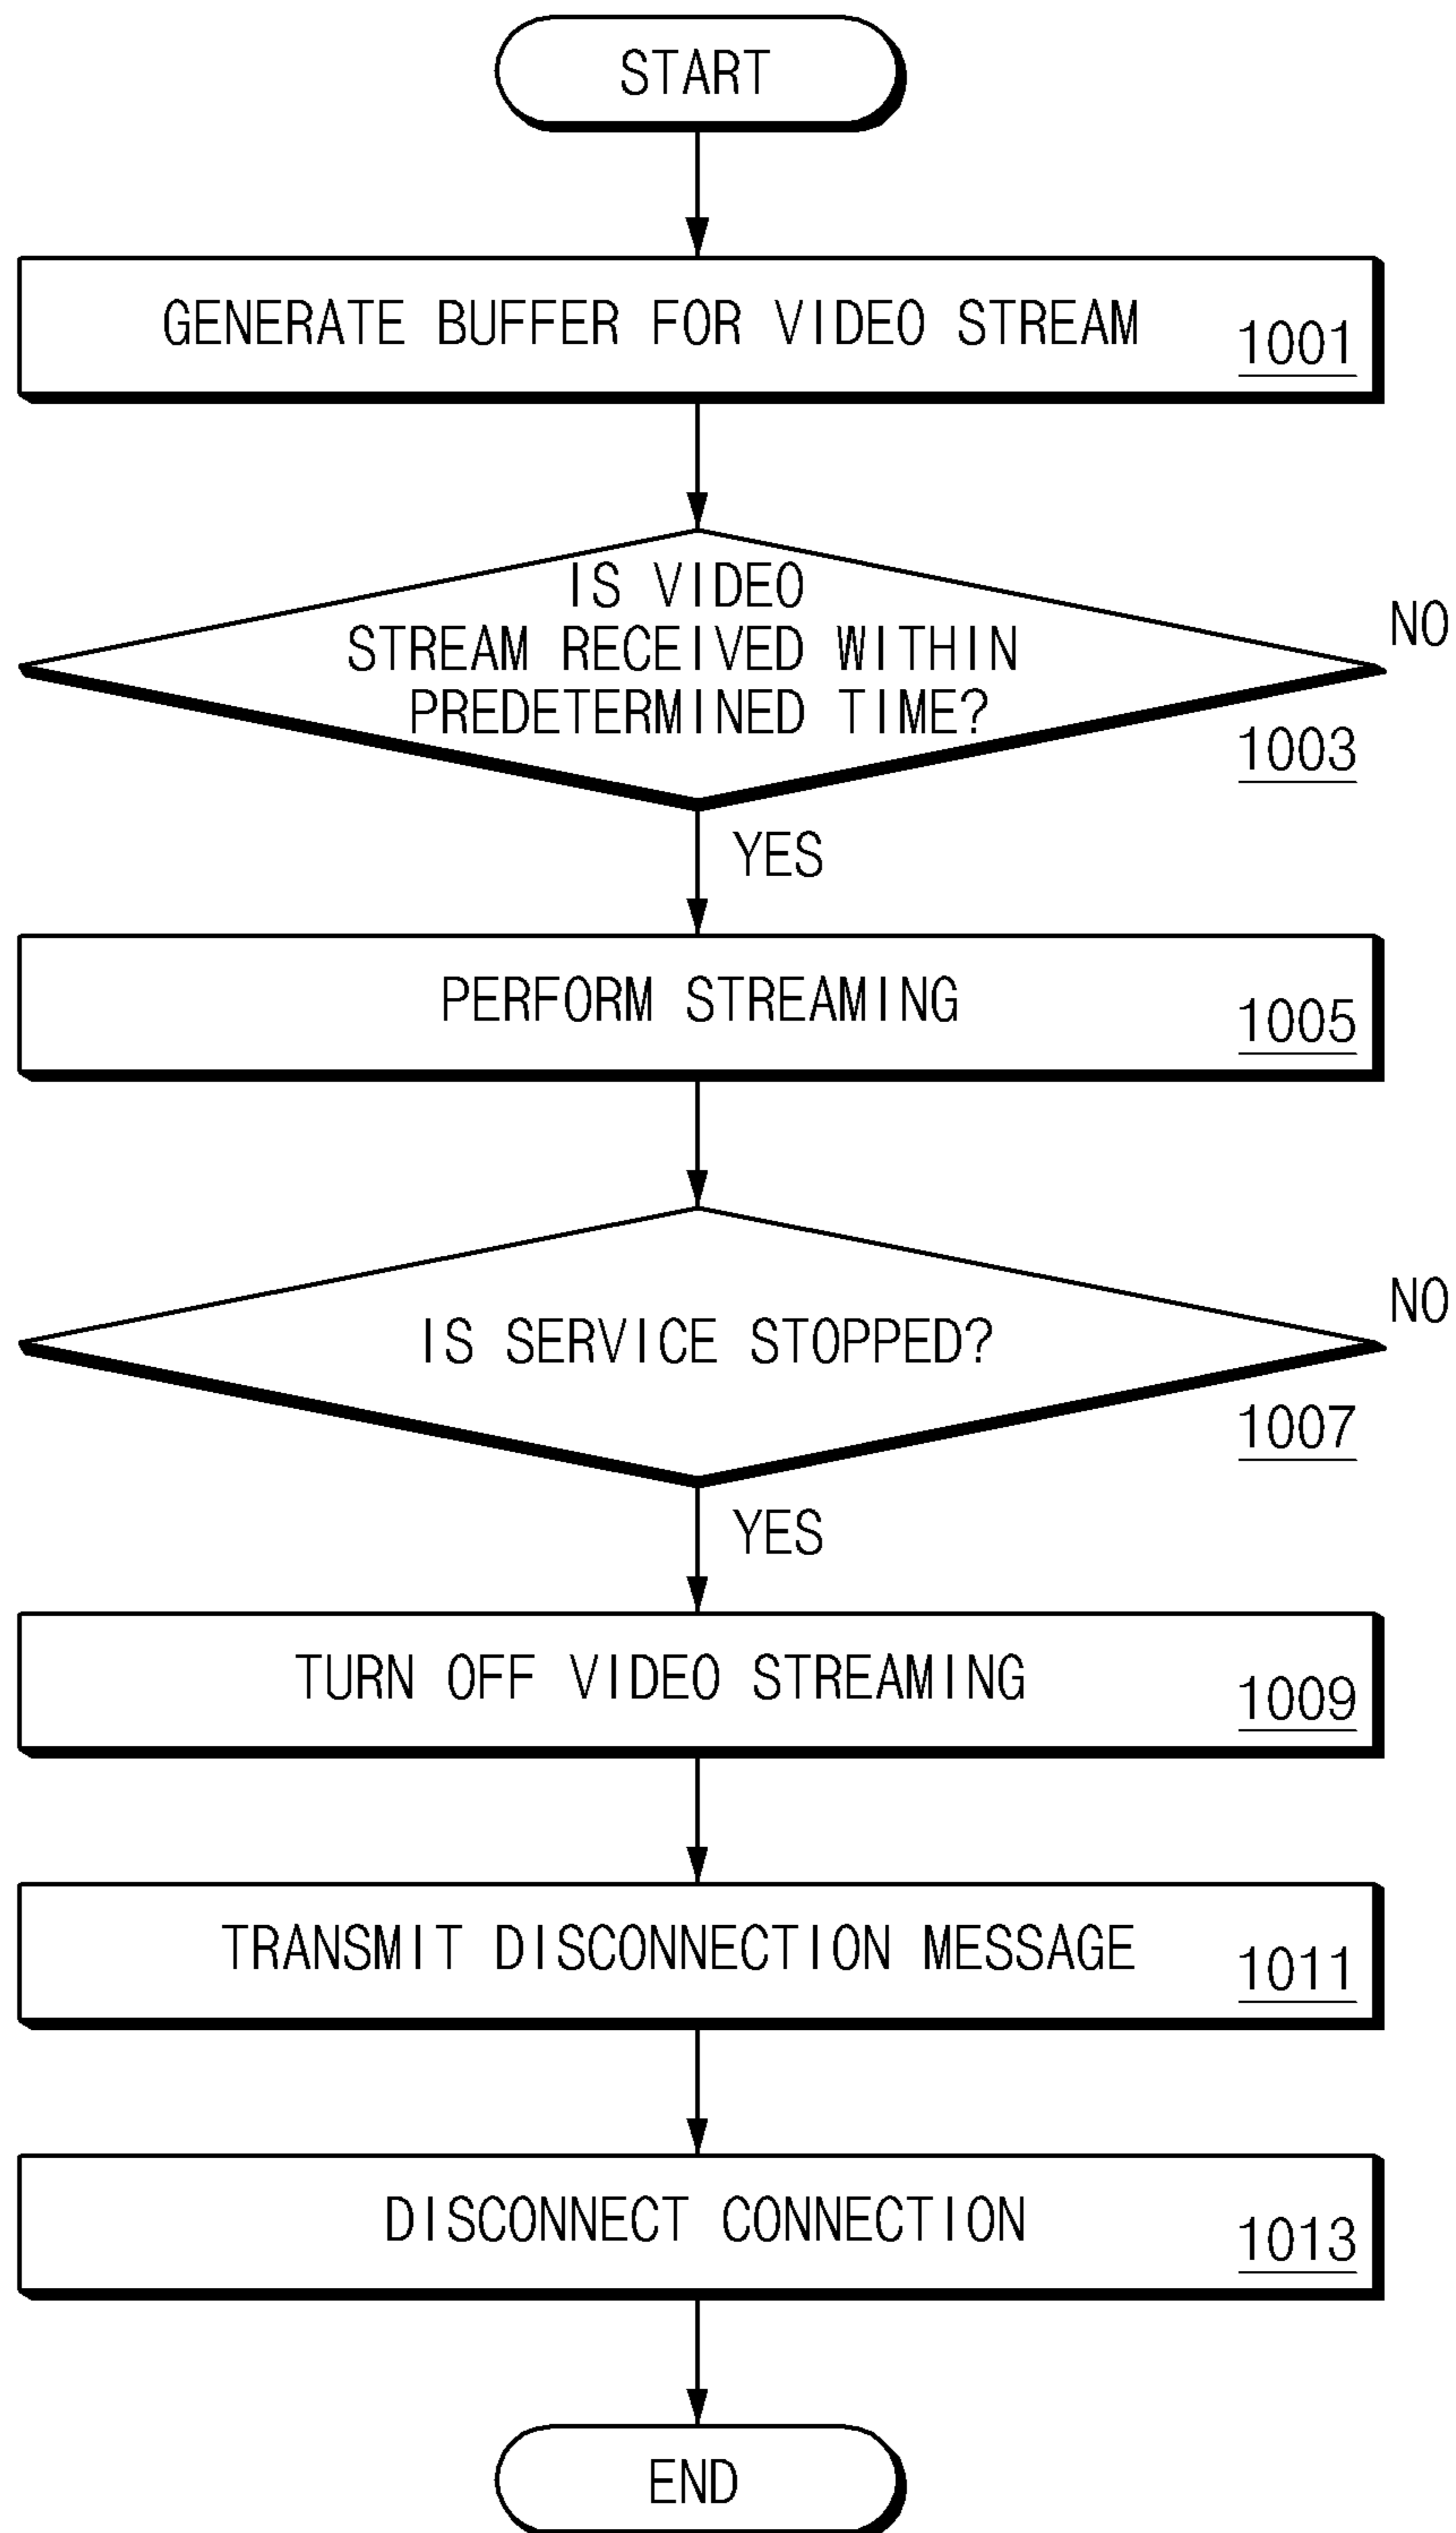 START
GENERATE BUFFER FOR VIDEO STREAM
1001
IS VIDEO
STREAM RECEIVED WITHIN
PREDETERMINED TIME?
NO
1003
YES
PERFORM STREAMING
1005
IS SERVICE STOPPED?
NO
1007
YES
TURN OFF VIDEO STREAMING
1009
TRANSMIT DISCONNECTION MESSAGE
1011
DISCONNECT CONNECTION
1013
END